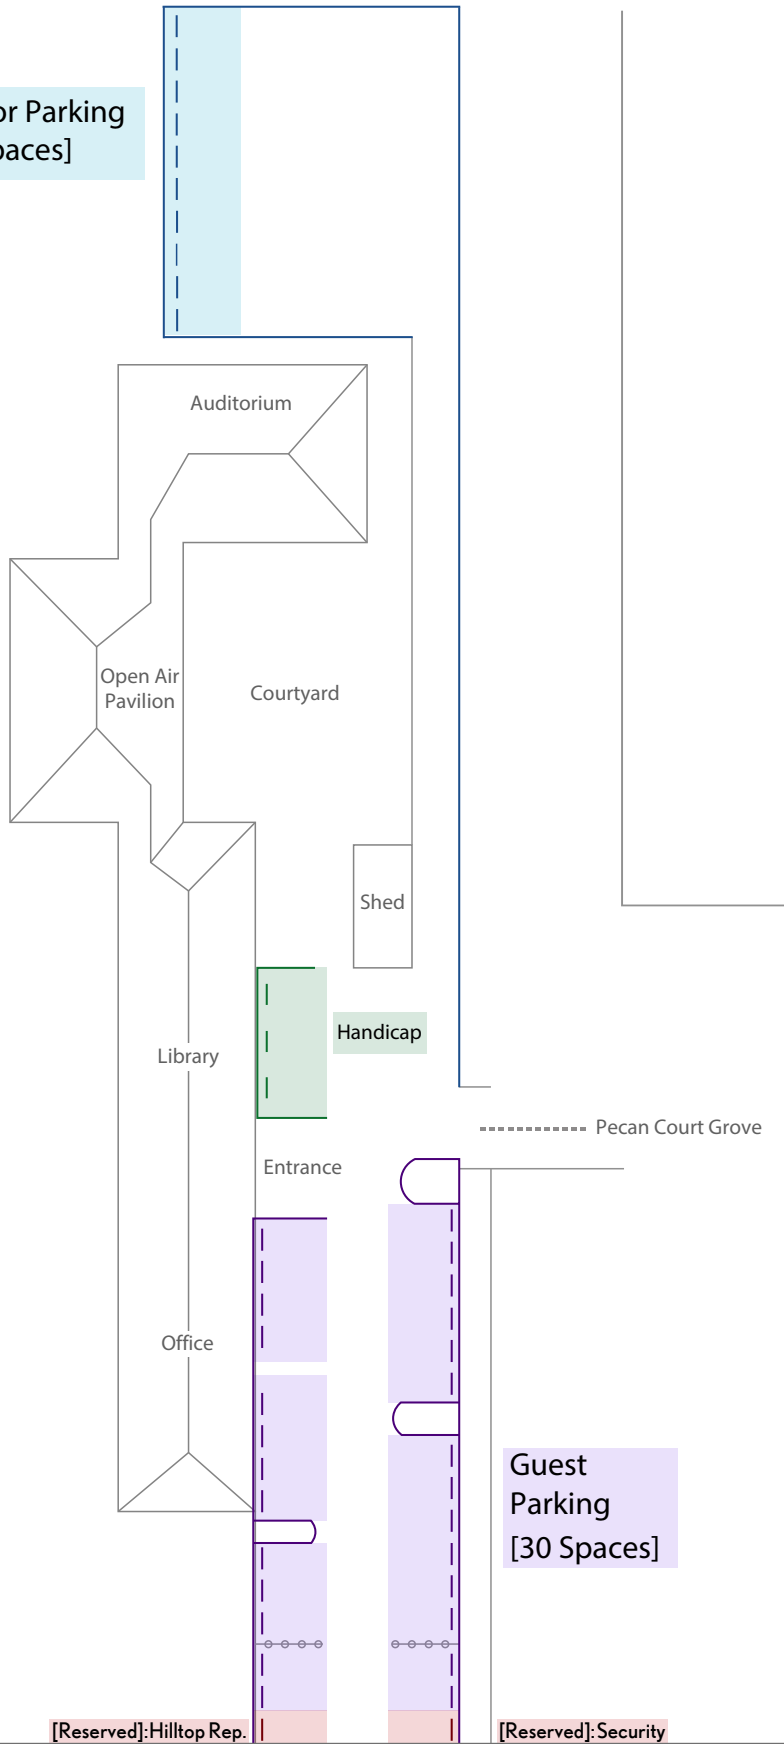 or Parking
paces]
Auditorium
Open Air
Pavilion
Courtyard
Shed
Handicap
Library
Pecan Court Grove
Entrance
Office
Guest
Parking
[30 Spaces]
[Reserved]:Hilltop Rep.
[Reserved]:Security